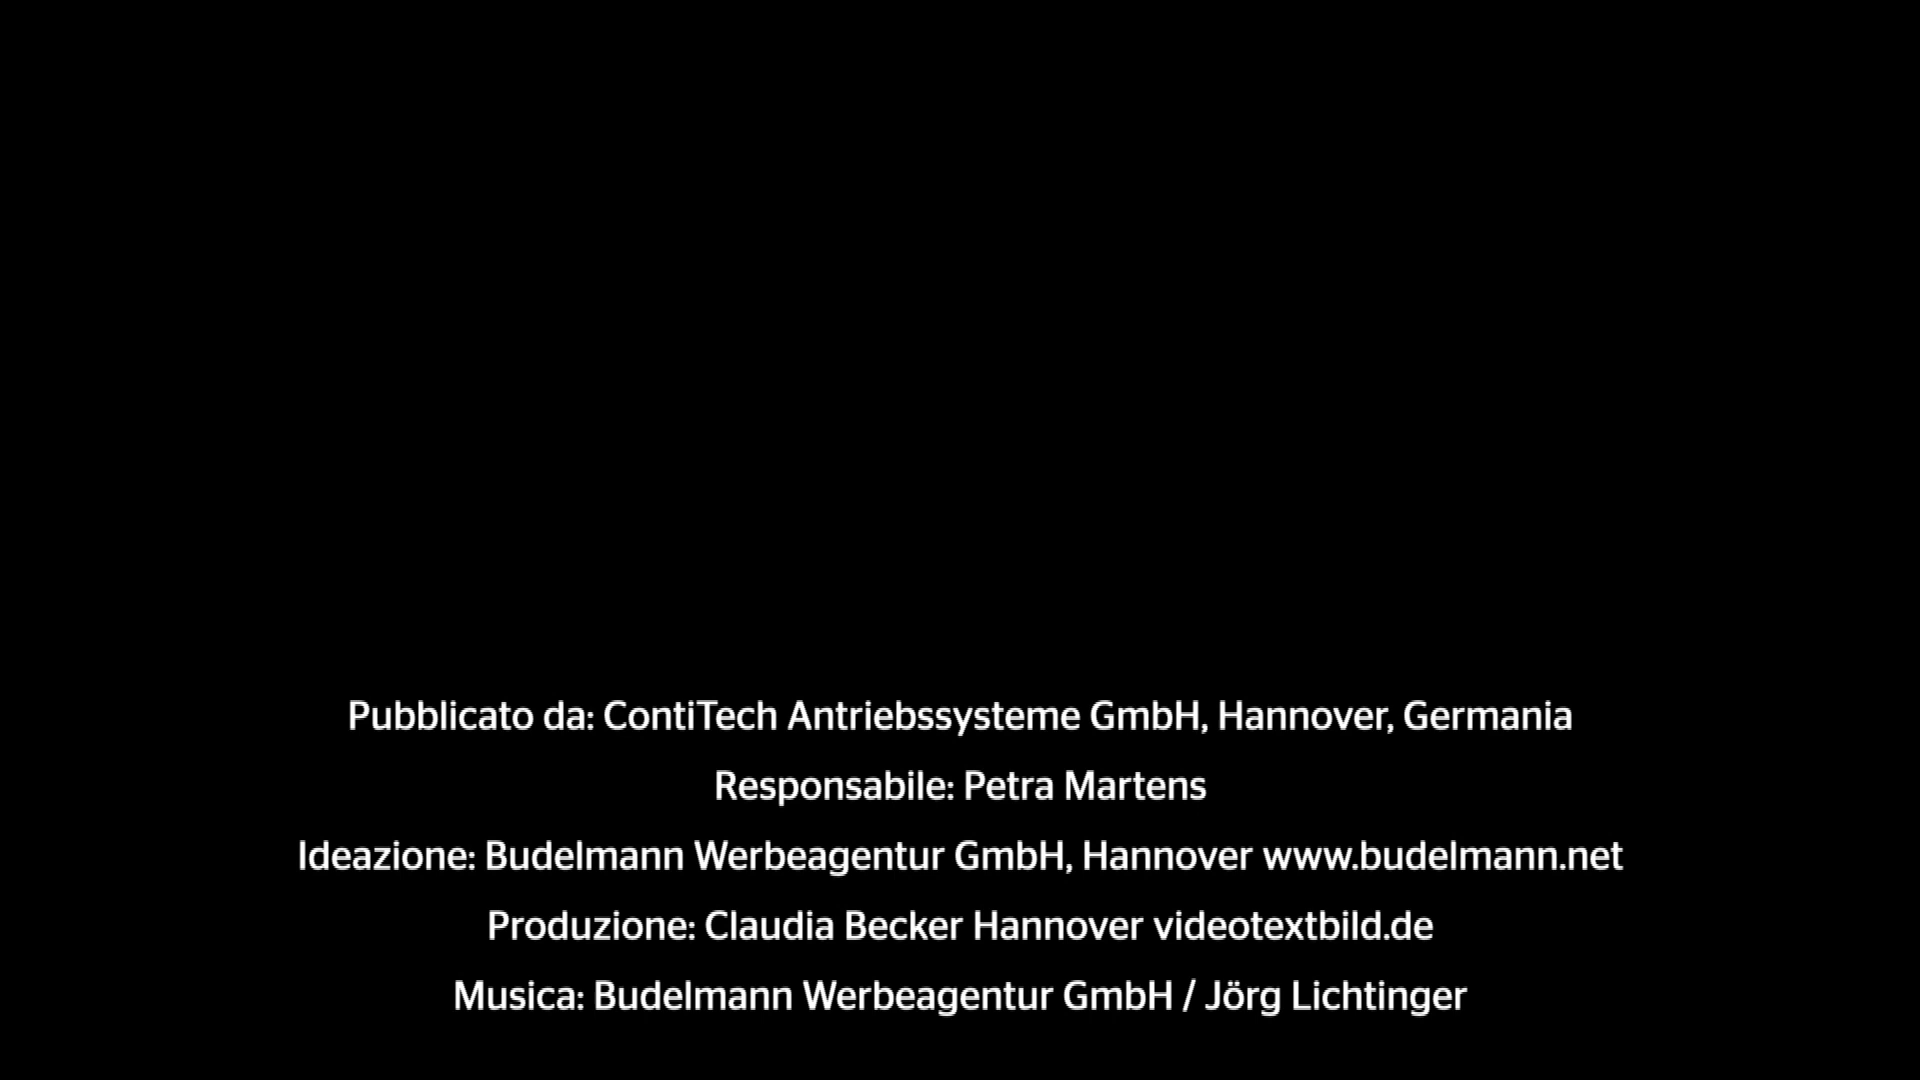 Pubblicato da: ContiTech Antriebssysteme GmbH, Hannover, Germania
Responsabile: Petra Martens
Ideazione: Budelmann Werbeagentur GmbH, Hannover www.budelmann.net
Produzione: Claudia Becker Hannover videotextbild.de
Musica: Budelmann Werbeagentur GmbH / Jörg Lichtinger